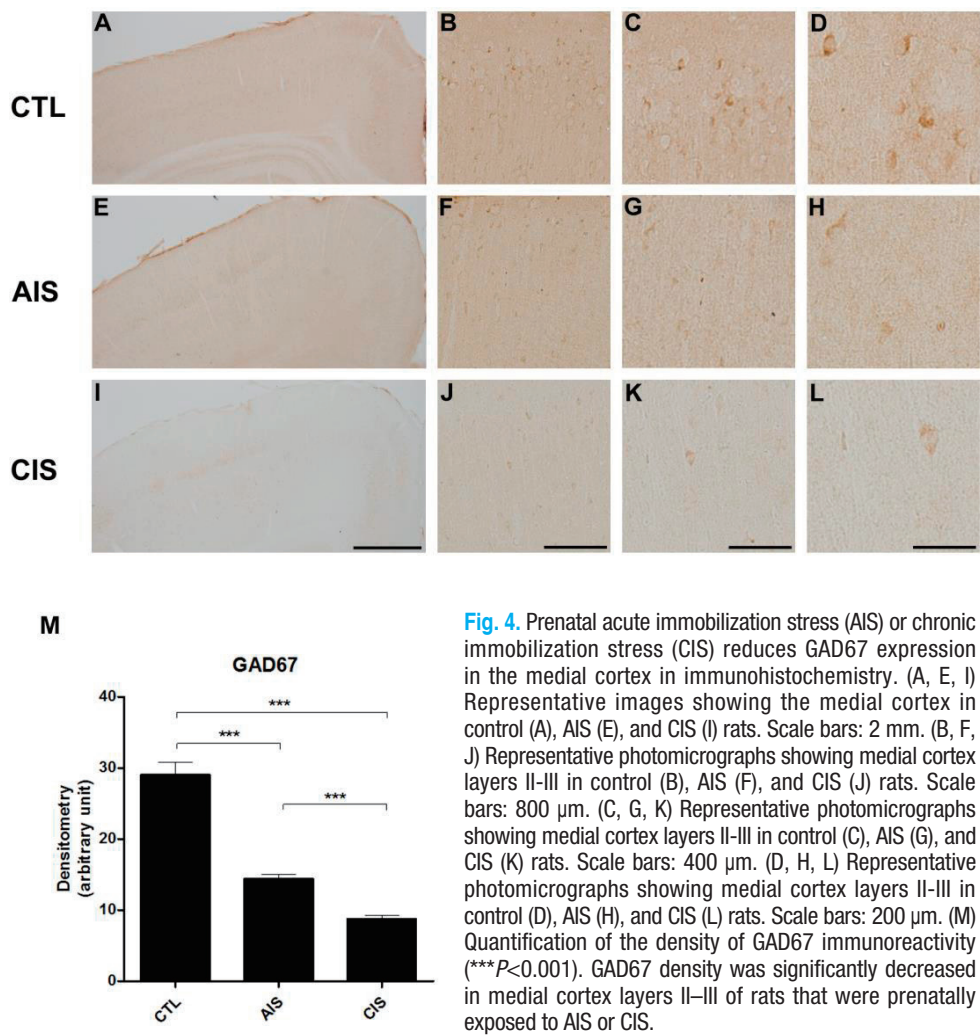 A
B
C
D
CTL
E
F
G
H
AIS
I
J
K
L
CIS
M
GAD67
Densitometry
(arbitrary unit)
40
30
20
10
0
***
***
***
CTL
AIS
CIS
Fig. 4. Prenatal acute immobilization stress (AIS) or chronic
immobilization stress (CIS) reduces GAD67 expression
in the medial cortex in immunohistochemistry. (A, E, I)
Representative images showing the medial cortex in
control (A), AIS (E), and CIS (I) rats. Scale bars: 2 mm. (B, F,
J) Representative photomicrographs showing medial cortex
layers II-III in control (B), AIS (F), and CIS (J) rats. Scale
bars: 800 μm. (C, G, K) Representative photomicrographs
showing medial cortex layers II-III in control (C), AIS (G), and
CIS (K) rats. Scale bars: 400 μm. (D, H, L) Representative
photomicrographs showing medial cortex layers II-III in
control (D), AIS (H), and CIS (L) rats. Scale bars: 200 μm. (M)
Quantification of the density of GAD67 immunoreactivity
(***P<0.001). GAD67 density was significantly decreased
in medial cortex layers II–III of rats that were prenatally
exposed to AIS or CIS.